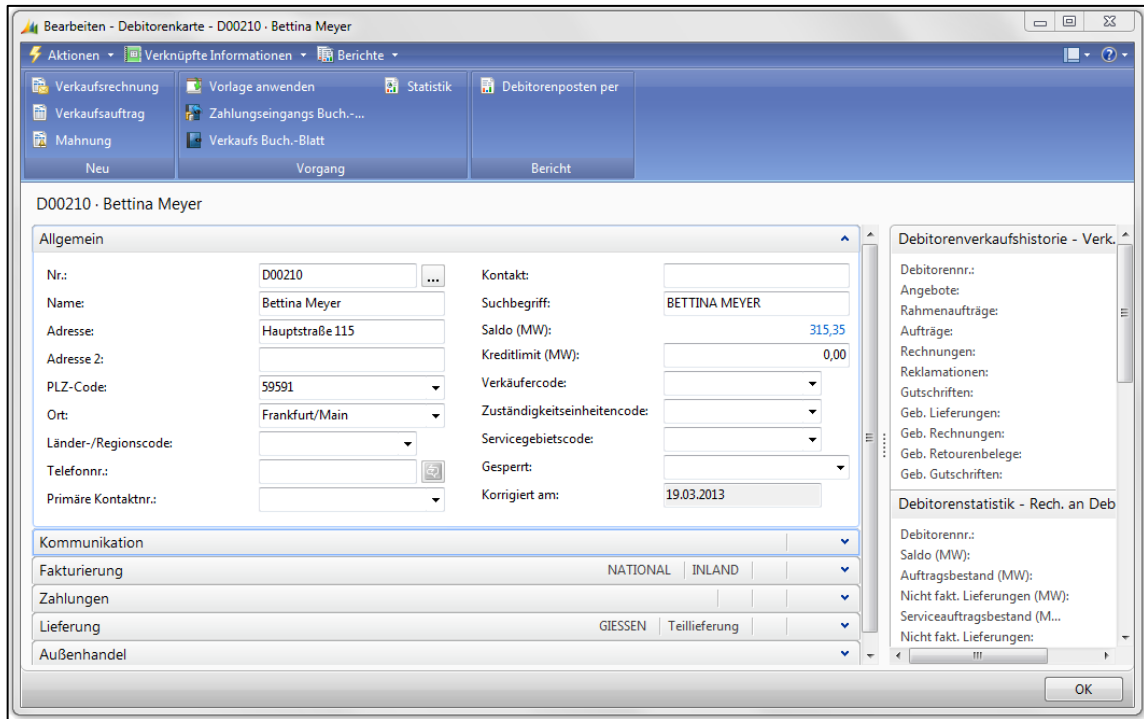 Bearbeiten - Debitorenkarte - D00210 · Bettina Meyer
Aktionen Verknüpfte Informationen Berichte
Verkaufsrechnung
Verkaufsauftrag
Mahnung
Neu
Vorlage anwenden
Zahlungseingangs Buch.-...
Verkaufs Buch.-Blatt
Statistik
Vorgang
Debitorenposten per
Bericht
D00210 · Bettina Meyer
Allgemein
Nr.: D00210 ...
Name: Bettina Meyer
Adresse: Hauptstraße 115
Adresse 2:
PLZ-Code: 59591
Ort: Frankfurt/Main
Länder-/Regionscode:
Telefonnr.:
Primäre Kontaktnr.:
Kontakt:
Suchbegriff: BETTINA MEYER
Saldo (MW): 315,35
Kreditlimit (MW): 0,00
Verkäufercode:
Zuständigkeitseinheitencode:
Servicegebietscode:
Gesperrt:
Korrigiert am: 19.03.2013
Kommunikation
Fakturierung NATIONAL INLAND
Zahlungen
Lieferung GIESSEN Teillieferung
Außenhandel
Debitorenverkaufshistorie - Verk.
Debitorennr.:
Angebote:
Rahmenaufträge:
Aufträge:
Rechnungen:
Reklamationen:
Gutschriften:
Geb. Lieferungen:
Geb. Rechnungen:
Geb. Retourenbelege:
Geb. Gutschriften:
Debitorenstatistik - Rech. an Deb
Debitorennr.:
Saldo (MW):
Auftragsbestand (MW):
Nicht fakt. Lieferungen (MW):
Serviceauftragsbestand (M...
Nicht fakt. Lieferungen:
OK